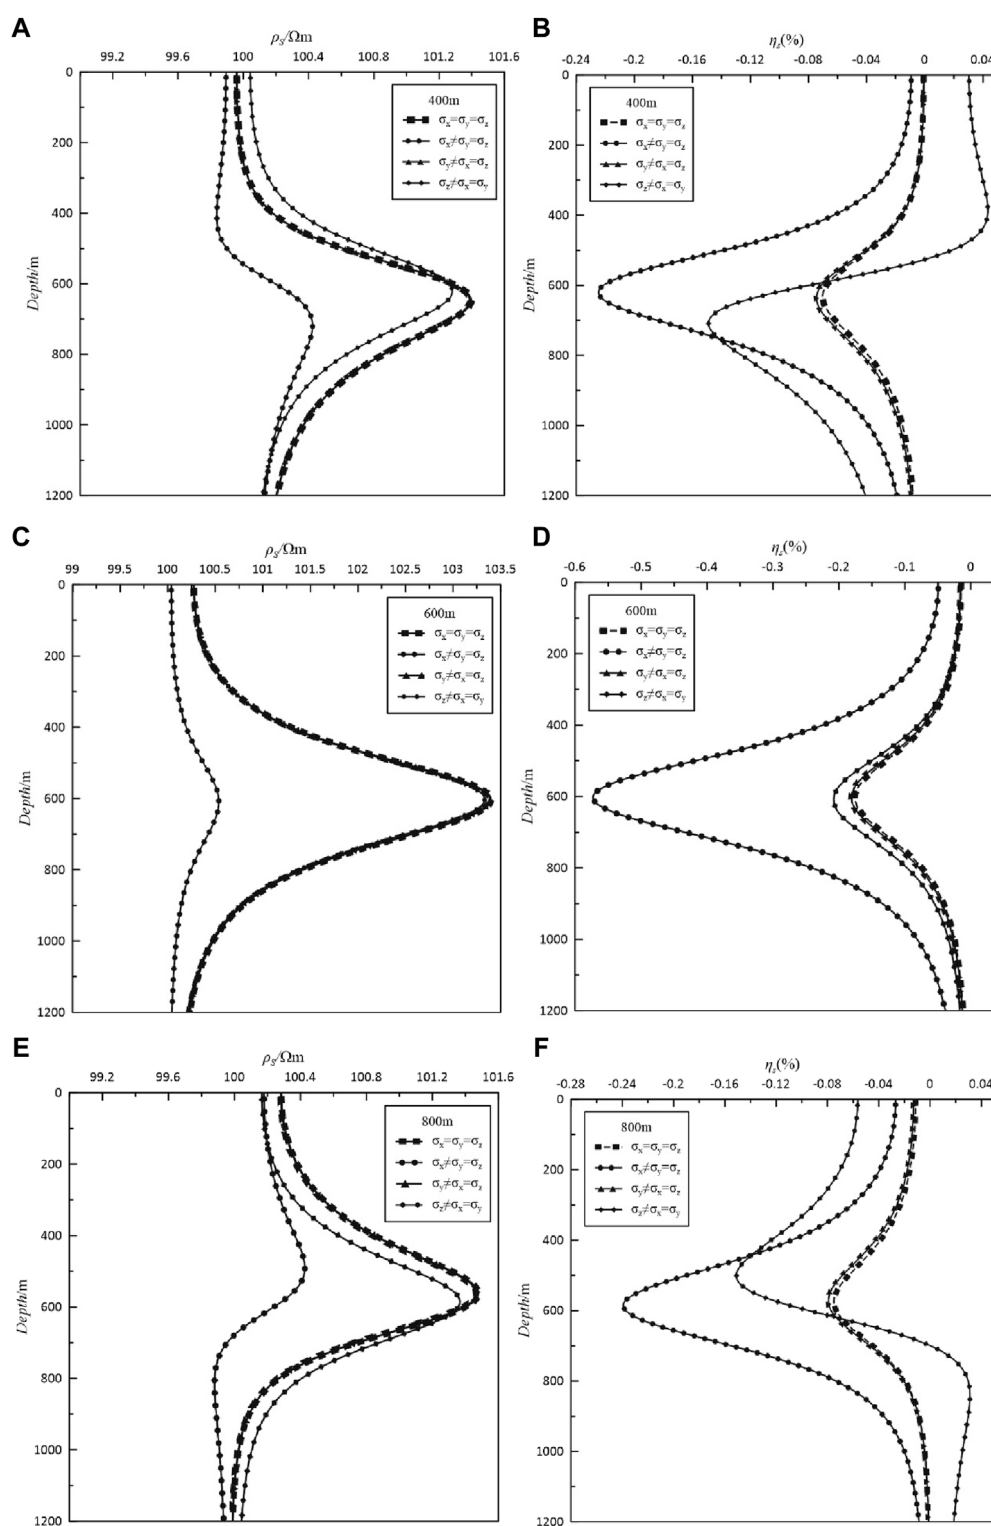 A
ρs/Ωm
99.2 99.6 100 100.4 100.8 101.2 101.6
0
200
400
600
800
1000
1200
Depth/m
400m
σx=σy=σz
σx≠σy=σz
σy≠σx=σz
σz≠σx=σy
B
ηs(%)
-0.24 -0.2 -0.16 -0.12 -0.08 -0.04 0 0.04
0
200
400
600
800
1000
1200
Depth/m
400m
σx=σy=σz
σx≠σy=σz
σy≠σx=σz
σz≠σx=σy
C
ρs/Ωm
99 99.5 100 100.5 101 101.5 102 102.5 103 103.5
0
200
400
600
800
1000
1200
Depth/m
600m
σx=σy=σz
σx≠σy=σz
σy≠σx=σz
σz≠σx=σy
D
ηs(%)
-0.6 -0.5 -0.4 -0.3 -0.2 -0.1 0
0
200
400
600
800
1000
1200
Depth/m
600m
σx=σy=σz
σx≠σy=σz
σy≠σx=σz
σz≠σx=σy
E
ρs/Ωm
99.2 99.6 100 100.4 100.8 101.2 101.6
0
200
400
600
800
1000
1200
Depth/m
800m
σx=σy=σz
σx≠σy=σz
σy≠σx=σz
σz≠σx=σy
F
ηs(%)
-0.28 -0.24 -0.2 -0.16 -0.12 -0.08 -0.04 0 0.04
0
200
400
600
800
1000
1200
Depth/m
800m
σx=σy=σz
σx≠σy=σz
σy≠σx=σz
σz≠σx=σy